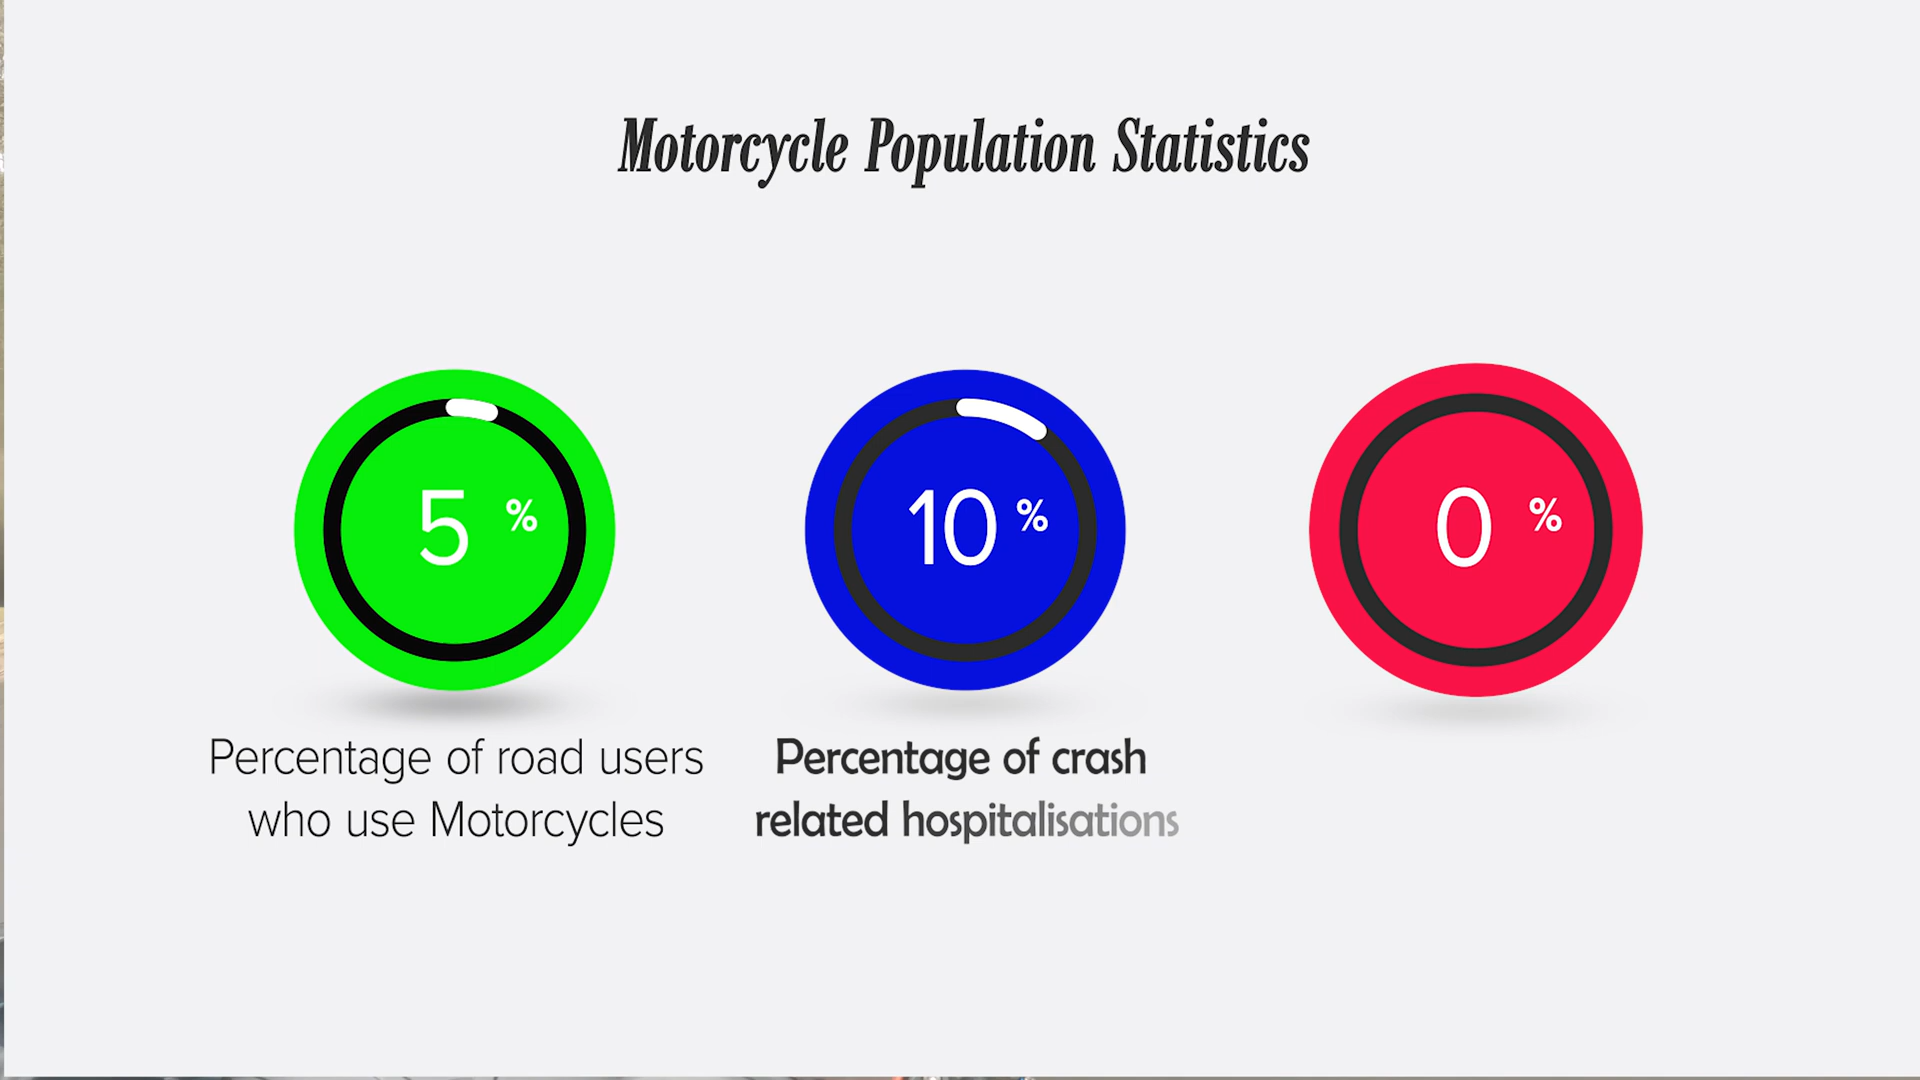 Motorcycle Population Statistics
5 %
10 %
0 %
Percentage of road users
who use Motorcycles
Percentage of crash
related hospitalisations